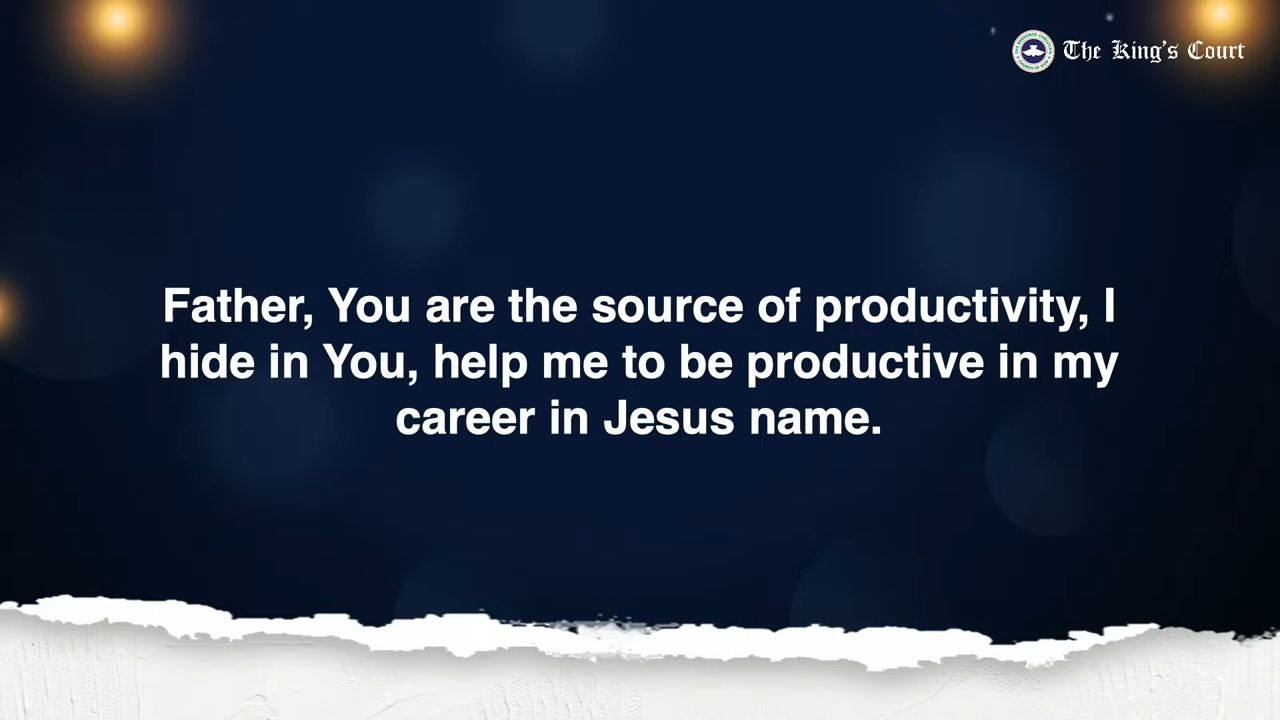 The King's Court
Father, You are the source of productivity, I
hide in You, help me to be productive in my
career in Jesus name.